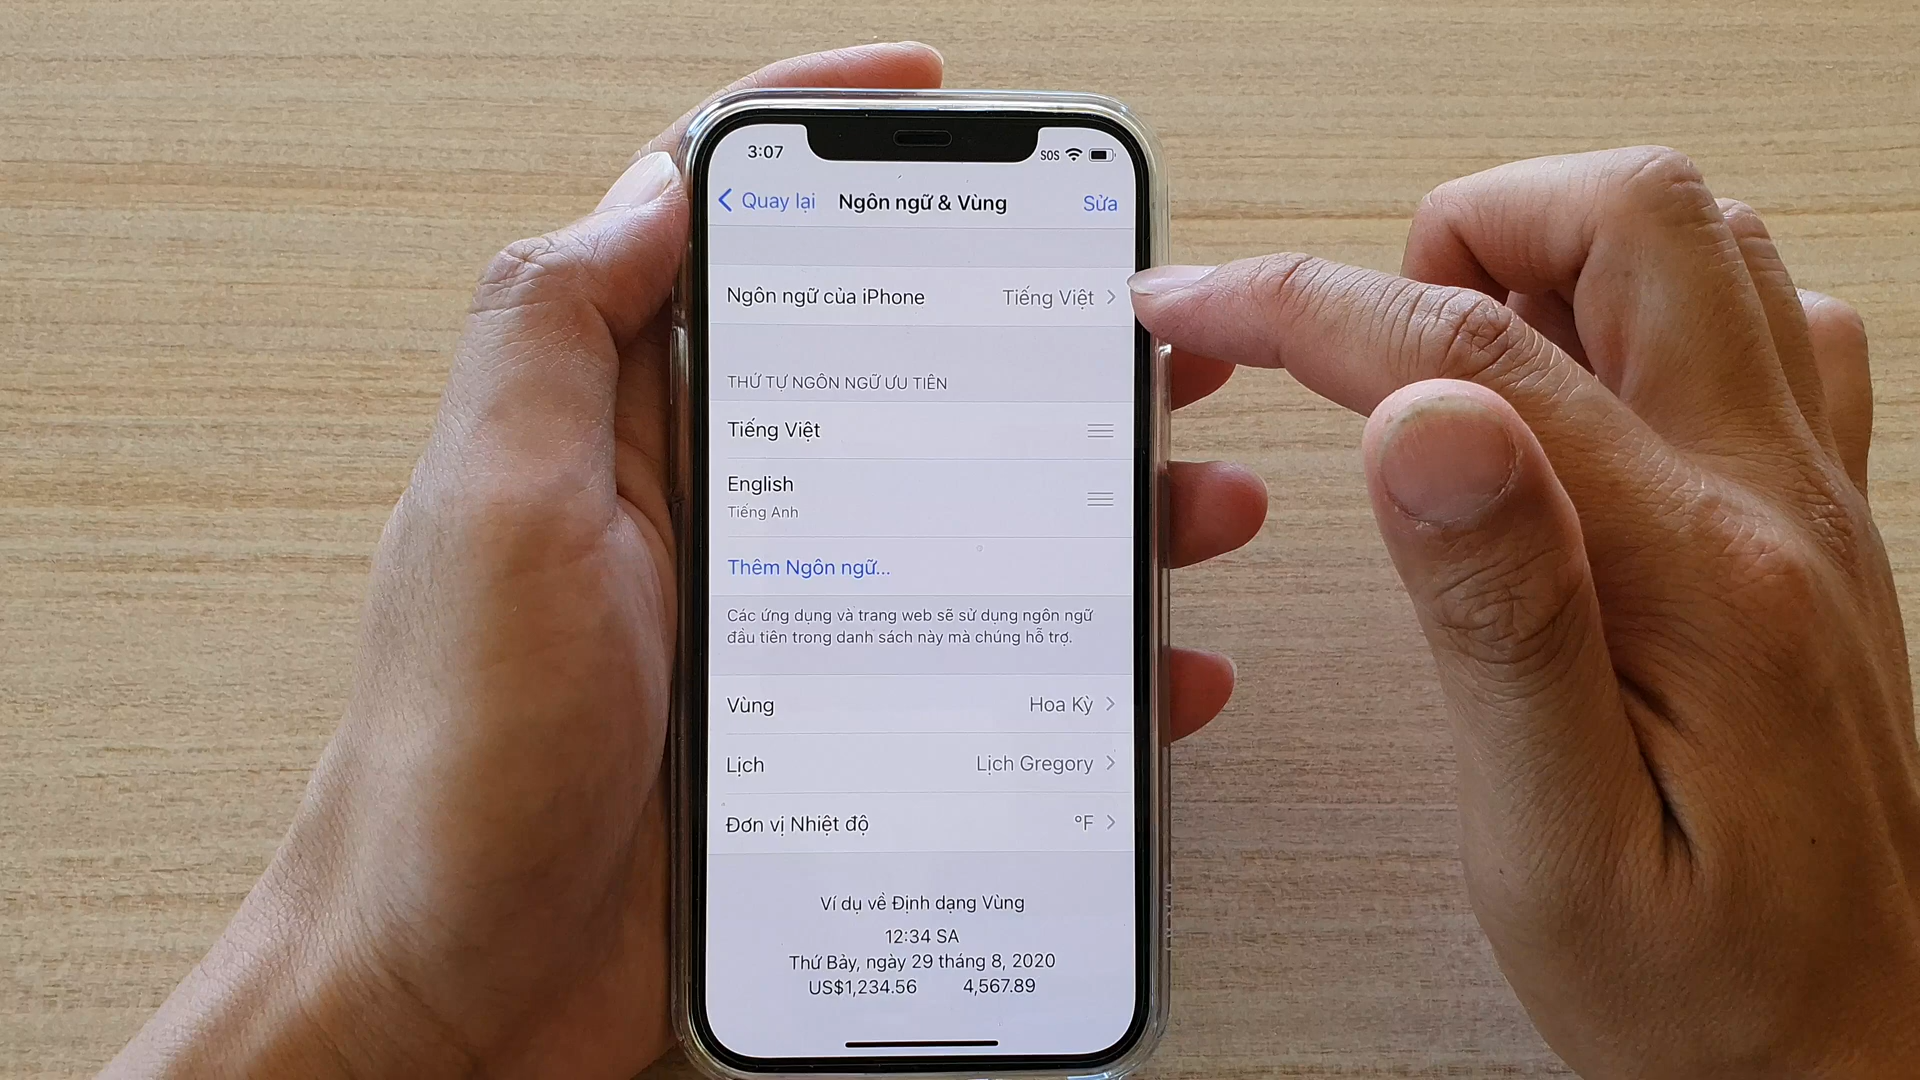 3:07 SOS
Quay lại Ngôn ngữ & Vùng Sửa
Ngôn ngữ của iPhone Tiếng Việt
THỨ TỰ NGÔN NGỮ ƯU TIÊN
Tiếng Việt
English
Tiếng Anh
Thêm Ngôn ngữ...
Các ứng dụng và trang web sẽ sử dụng ngôn ngữ
đầu tiên trong danh sách này mà chúng hỗ trợ.
Vùng Hoa Kỳ
Lịch Lịch Gregory
Đơn vị Nhiệt độ °F
Ví dụ về Định dạng Vùng
12:34 SA
Thứ Bảy, ngày 29 tháng 8, 2020
US$1,234.56 4,567.89